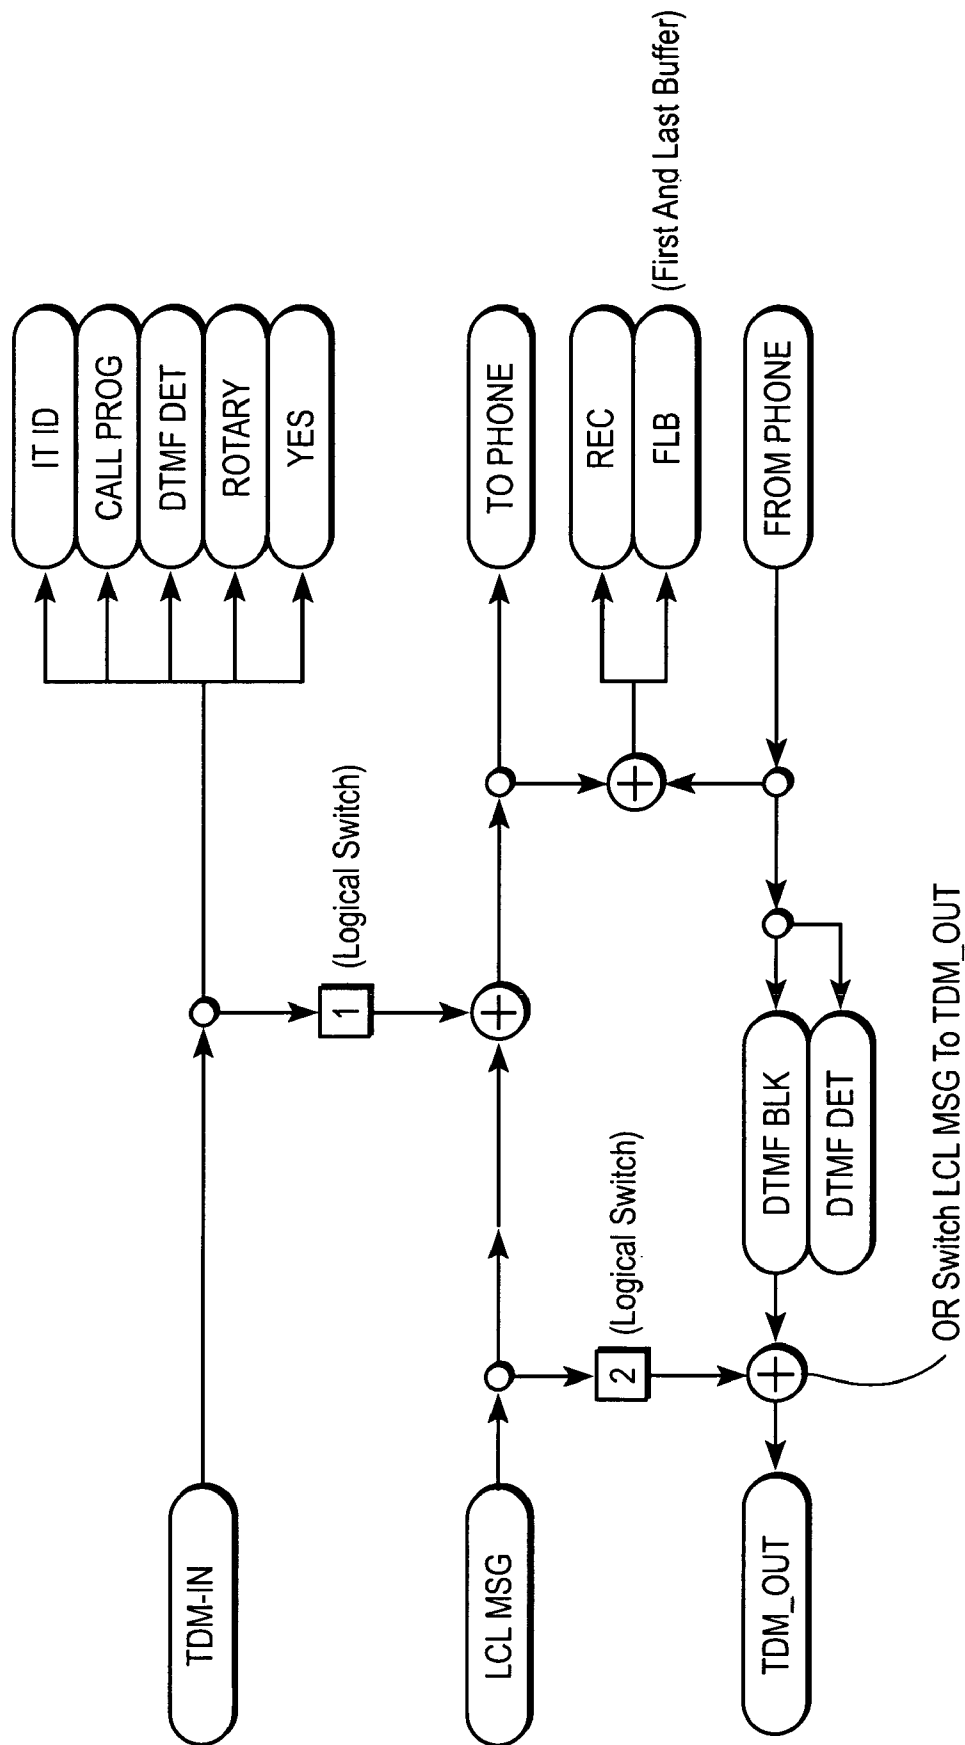 TDM-IN
IT ID
CALL PROG
DTMF DET
ROTARY
YES
1
(Logical Switch)
LCL MSG
TO PHONE
REC
FLB
(First And Last Buffer)
2
(Logical Switch)
TDM_OUT
DTMF BLK
DTMF DET
FROM PHONE
OR Switch LCL MSG To TDM_OUT